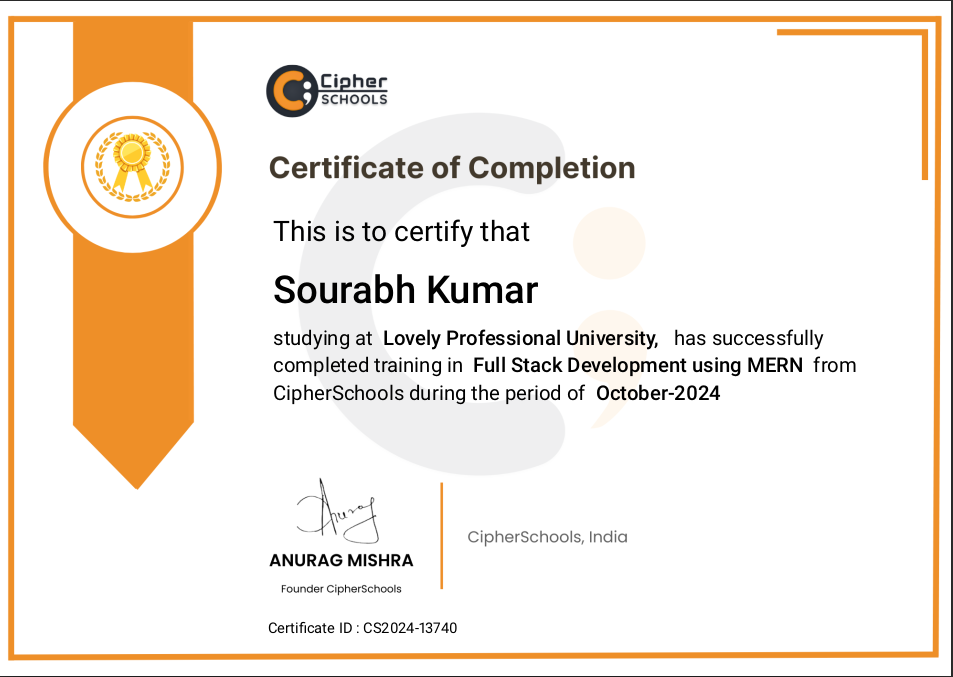 Cipher
SCHOOLS
Certificate of Completion
This is to certify that
Sourabh Kumar
studying at Lovely Professional University, has successfully
completed training in Full Stack Development using MERN from
CipherSchools during the period of October-2024
Anurag
ANURAG MISHRA
Founder CipherSchools
CipherSchools, India
Certificate ID : CS2024-13740